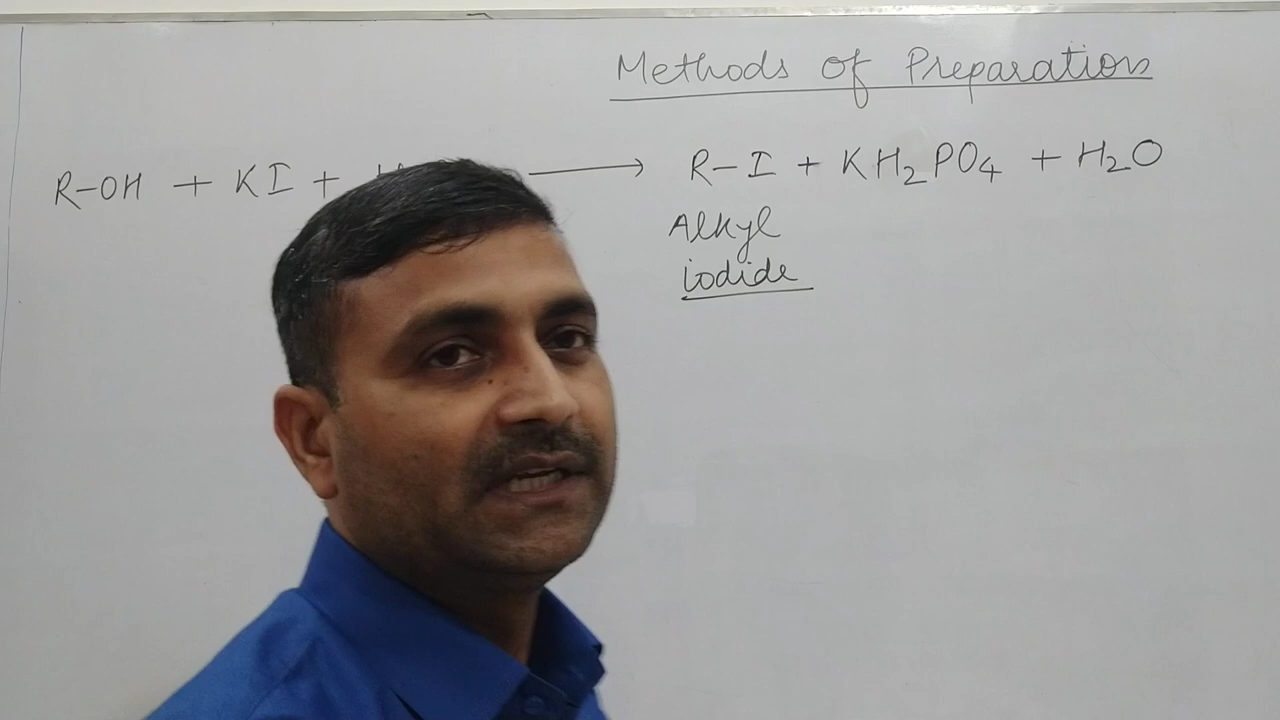 Methods of Preparation
R-OH + KI + H → R-I + KH₂PO₄ + H₂O
Alkyl
iodide